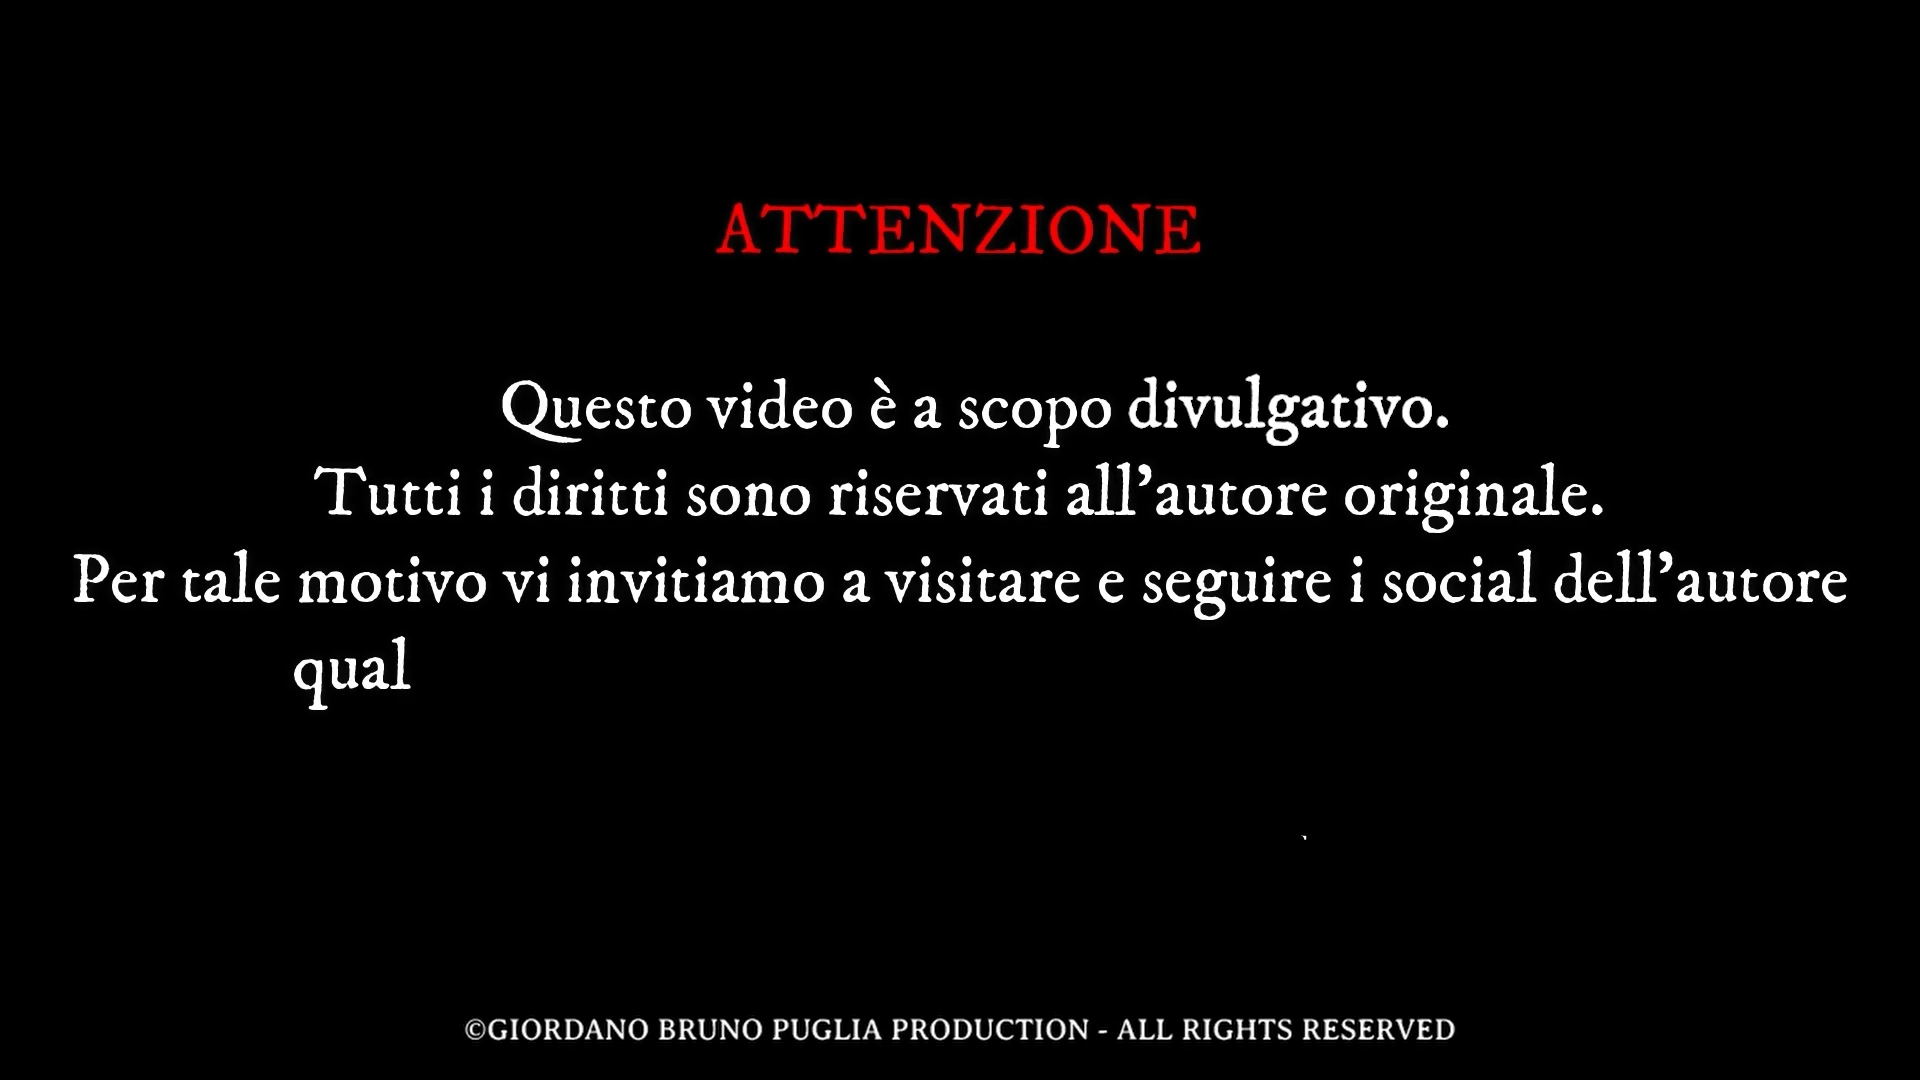 ATTENZIONE
Questo video è a scopo divulgativo.
Tutti i diritti sono riservati all’autore originale.
Per tale motivo vi invitiamo a visitare e seguire i social dell’autore
qual
©GIORDANO BRUNO PUGLIA PRODUCTION - ALL RIGHTS RESERVED